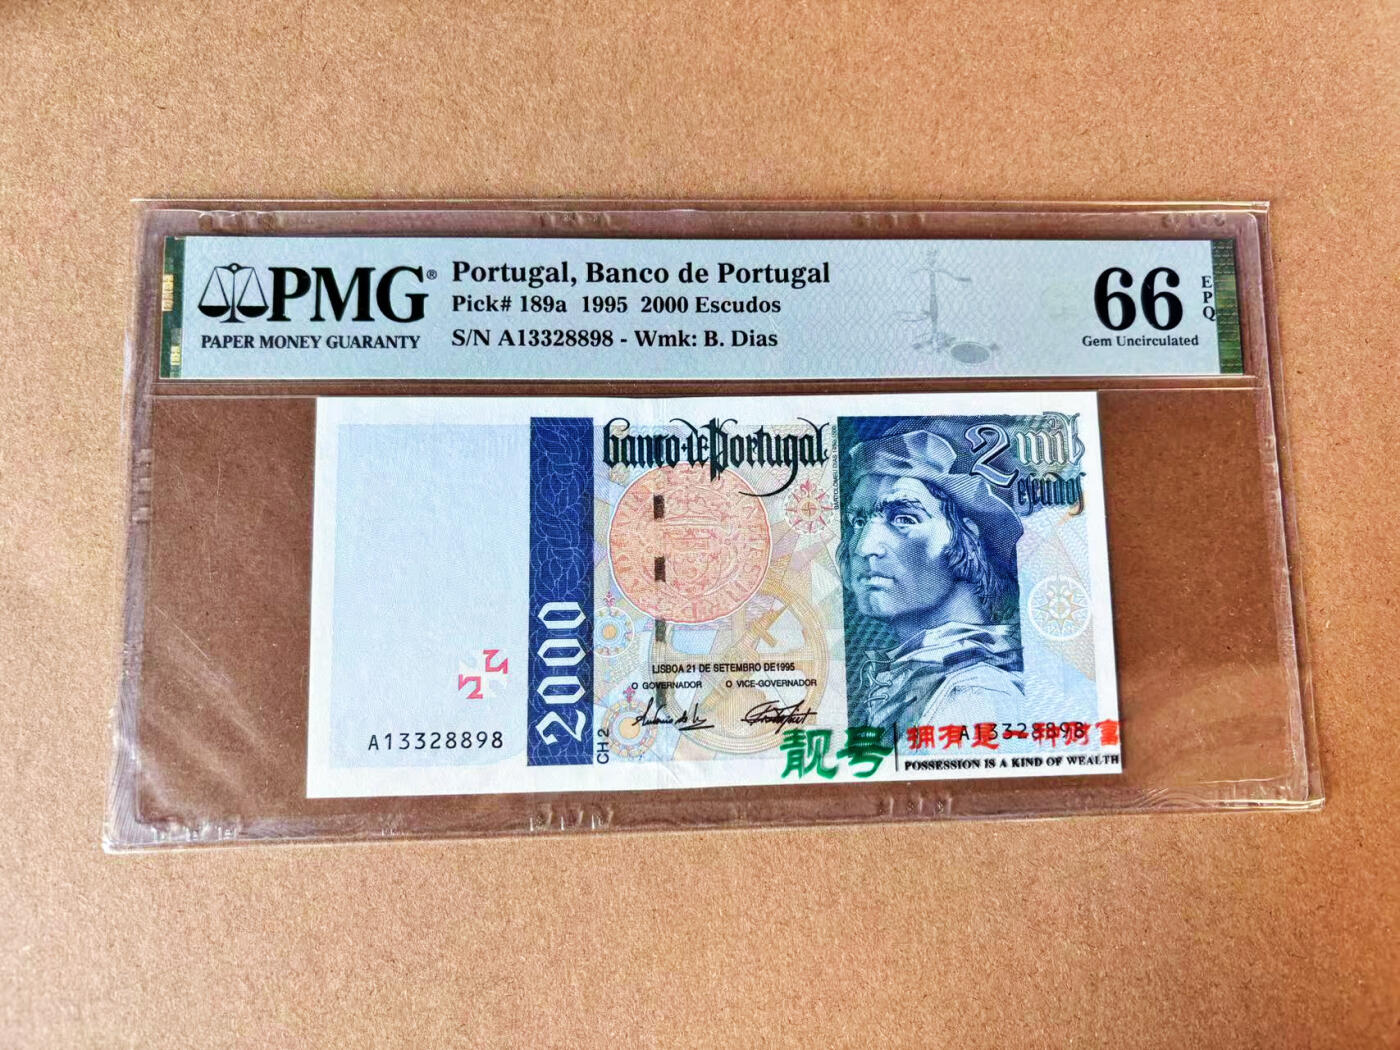 PMG®
PAPER MONEY GUARANTY
Portugal, Banco de Portugal
Pick# 189a 1995 2000 Escudos
S/N A13328898 - Wmk: B. Dias
66
EPQ
Gem Uncirculated
banco de Portugal
2 mil
escudos
2000
LISBOA 21 DE SETEMBRO DE 1995
O GOVERNADOR O VICE-GOVERNADOR
CH 2
A13328898
A13328898
靓号
拥有是一种财富
POSSESSION IS A KIND OF WEALTH